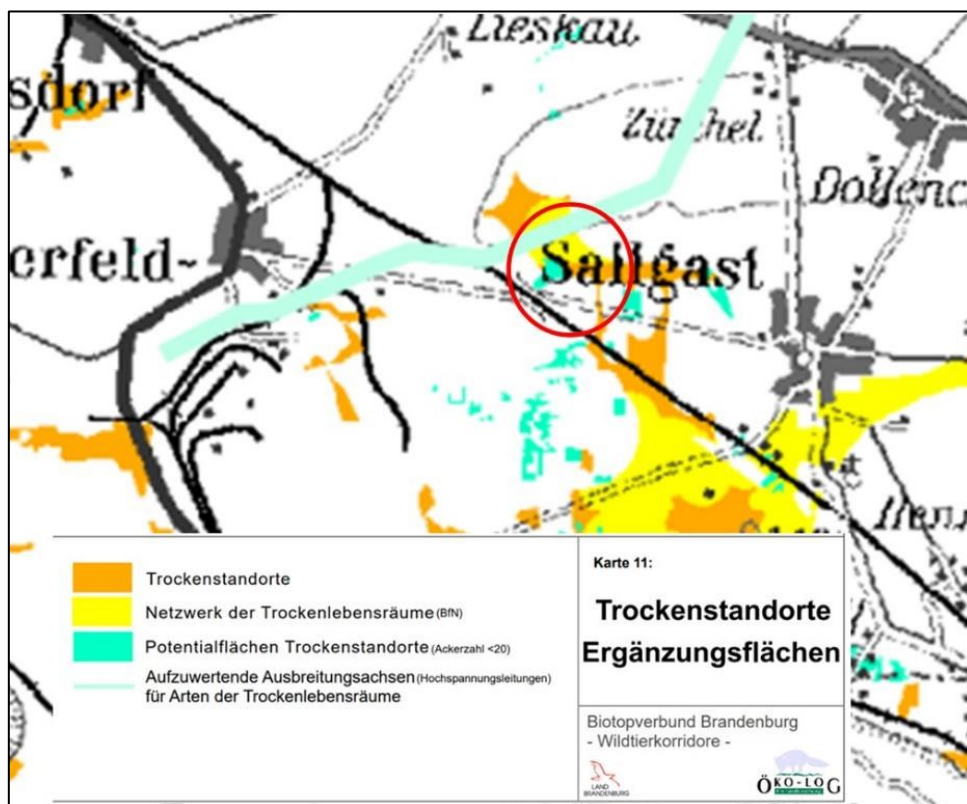 Lieskau
sdorf
Zürchel
Dollenc
erfeld-
Sallgast
Henn
Trockenstandorte
Netzwerk der Trockenlebensräume (BfN)
Potentialflächen Trockenstandorte (Ackerzahl <20)
Aufzuwertende Ausbreitungsachsen (Hochspannungsleitungen)
für Arten der Trockenlebensräume
Karte 11:
Trockenstandorte
Ergänzungsflächen
Biotopverbund Brandenburg
- Wildtierkorridore -
LAND
BRANDENBURG
ÖKO-LOG